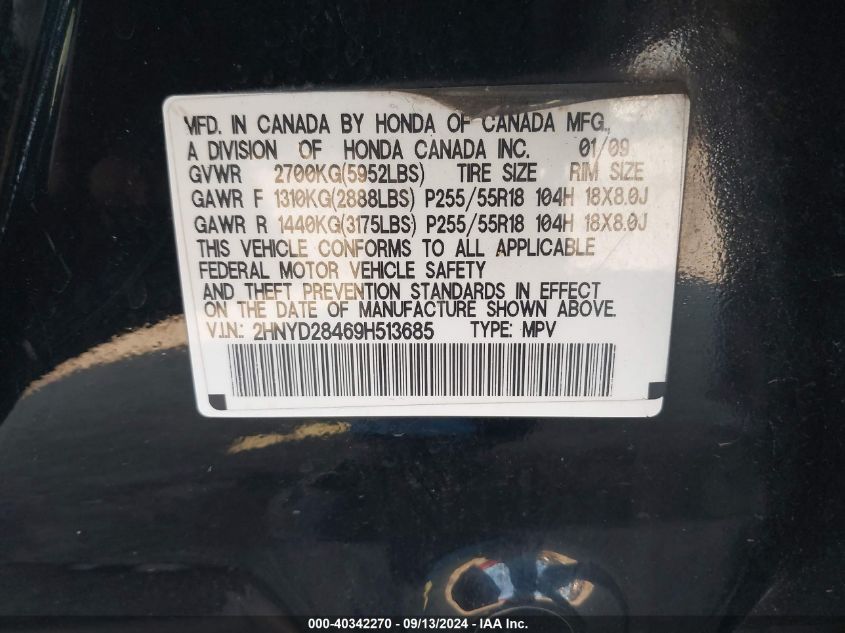 MFD. IN CANADA BY HONDA OF CANADA MFG.,
A DIVISION OF HONDA CANADA INC. 01/09
GVWR 2700KG(5952LBS) TIRE SIZE RIM SIZE
GAWR F 1310KG(2888LBS) P255/55R18 104H 18X8.0J
GAWR R 1440KG(3175LBS) P255/55R18 104H 18X8.0J
THIS VEHICLE CONFORMS TO ALL APPLICABLE
FEDERAL MOTOR VEHICLE SAFETY
AND THEFT PREVENTION STANDARDS IN EFFECT
ON THE DATE OF MANUFACTURE SHOWN ABOVE.
V.I.N.: 2HNYD28469H513685 TYPE: MPV
000-40342270 - 09/13/2024 - IAA Inc.